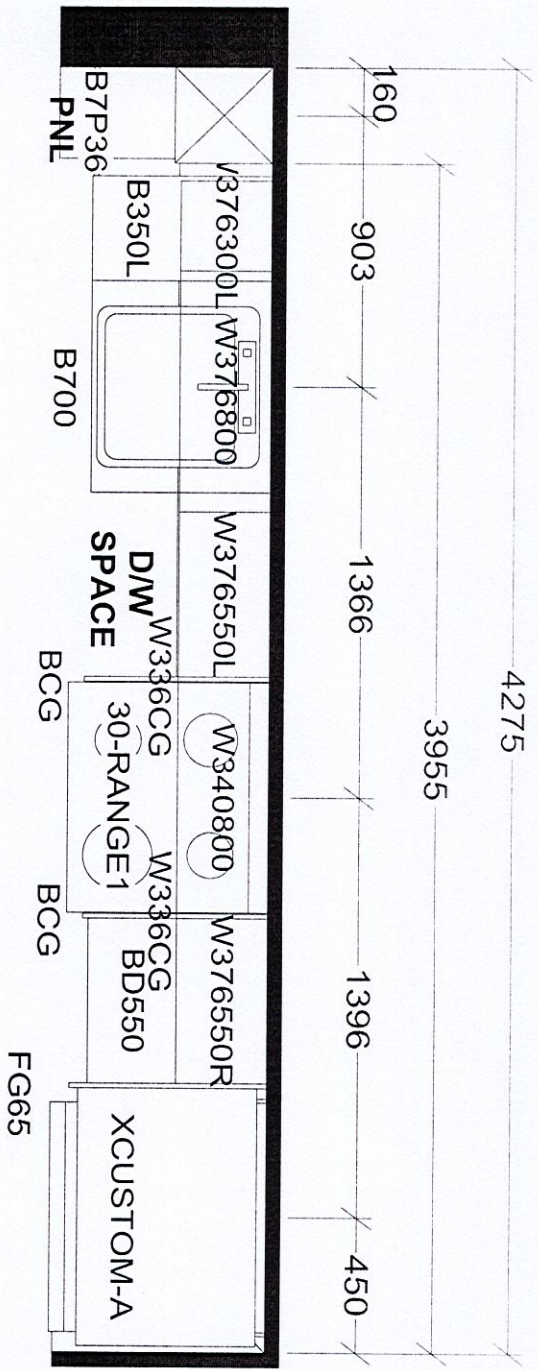 4275
3955
160
903
1366
1396
450
V376300L
W376800
W376550L
W340800
W376550R
W336CG
W336CG
B7P36
PNL
B350L
B700
D/W
SPACE
BCG
30-RANGE1
BCG
BD550
FG65
XCUSTOM-A